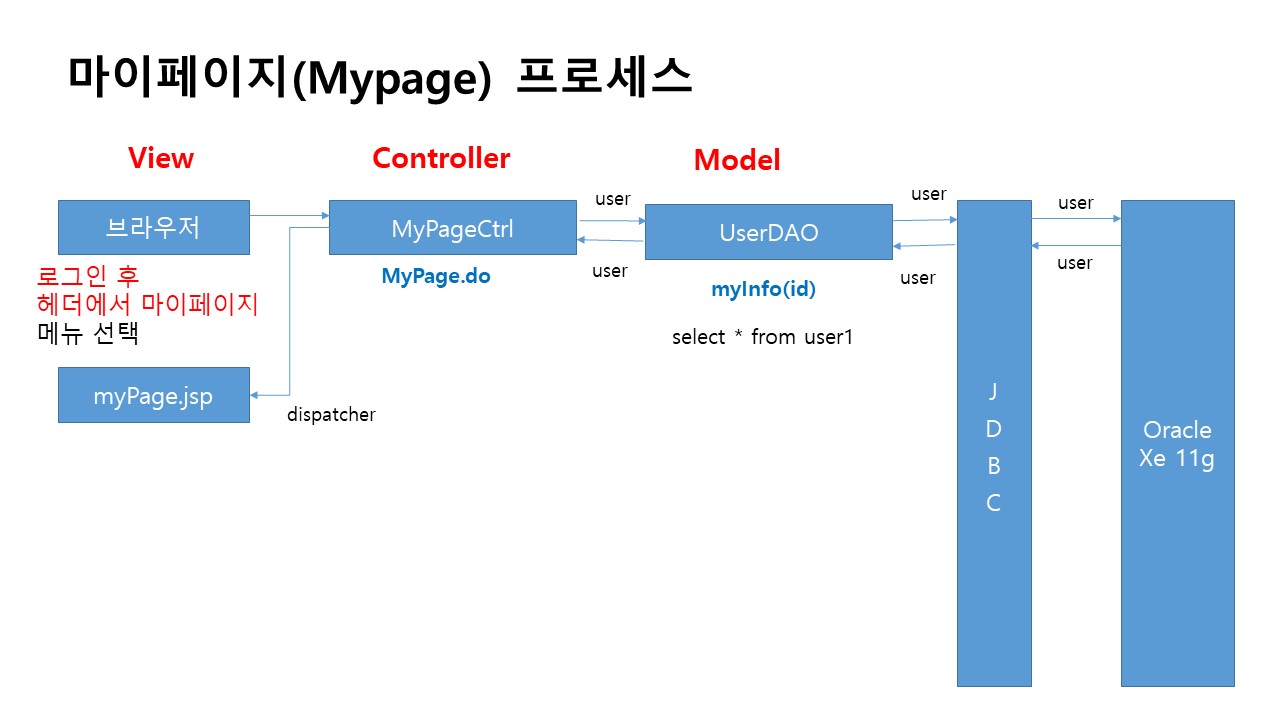 마이페이지(Mypage) 프로세스
View
Controller
Model
브라우저
MyPageCtrl
UserDAO
user
user
user
user
user
user
로그인 후
헤더에서 마이페이지
메뉴 선택
MyPage.do
myInfo(id)
select * from user1
myPage.jsp
dispatcher
J
D
B
C
Oracle
Xe 11g